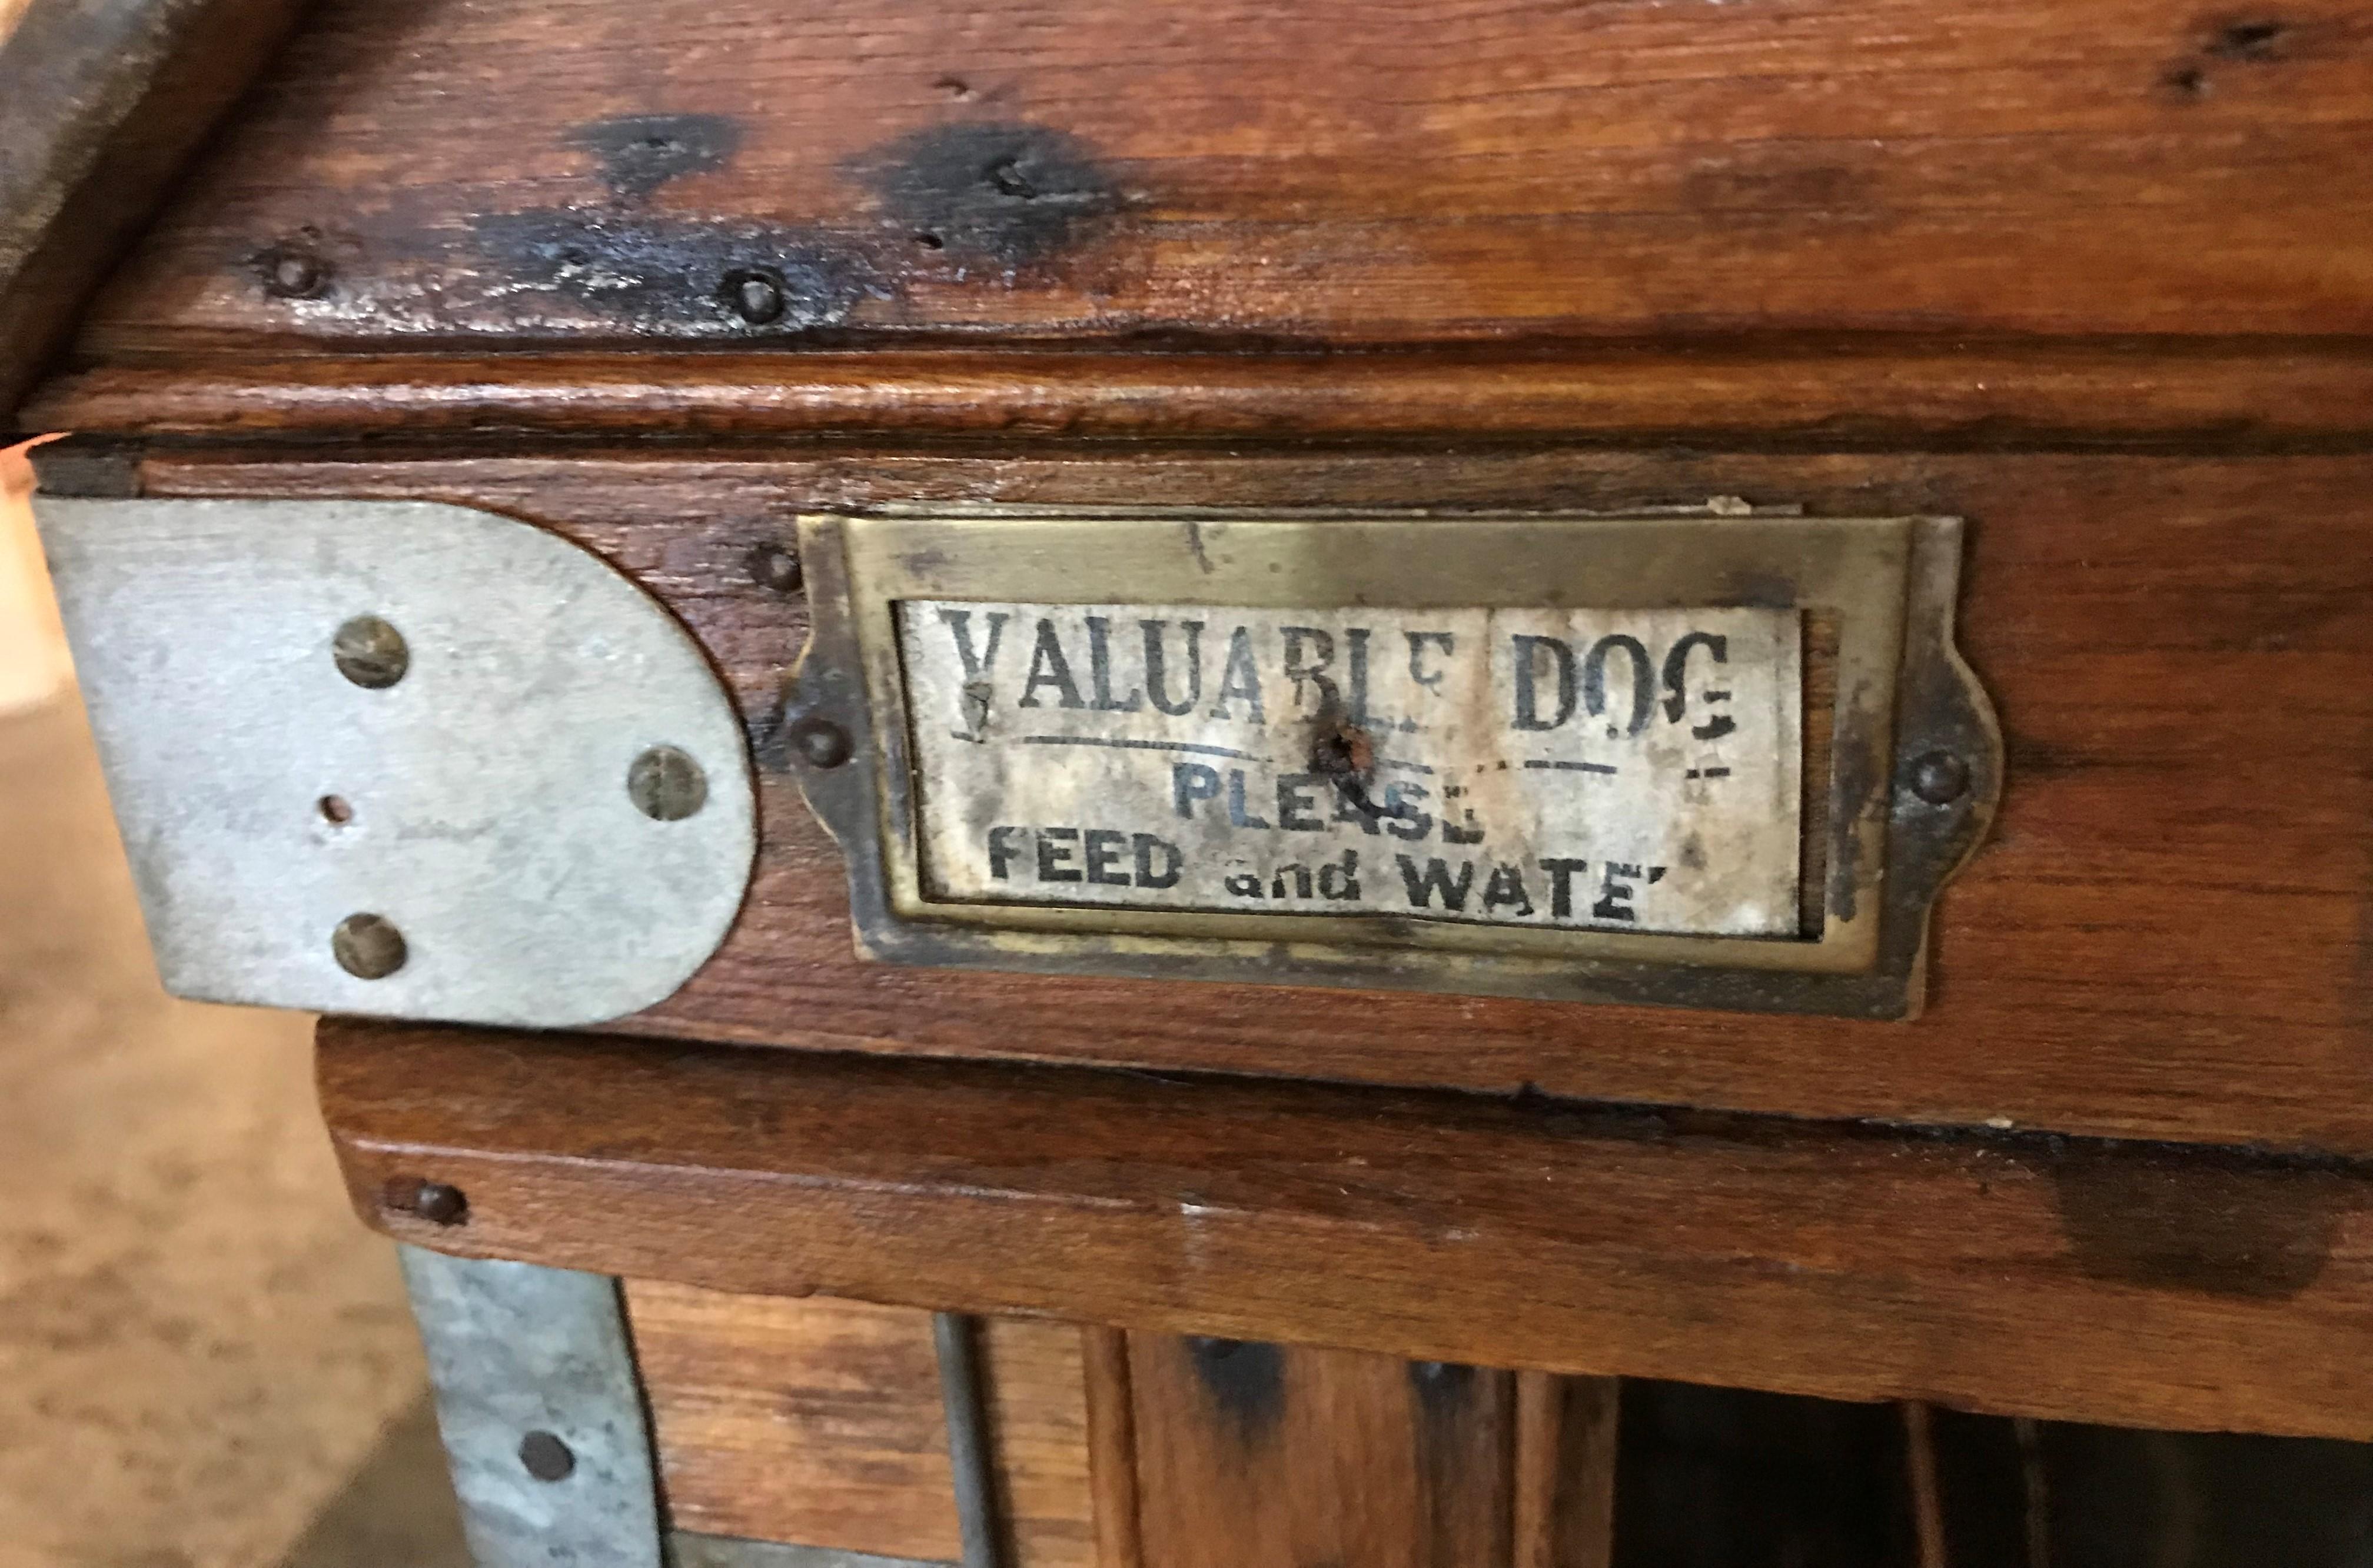 VALUABLE DOG
PLEASE
FEED and WATE